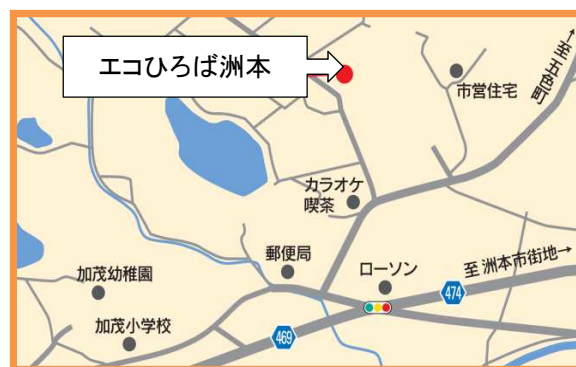 エコひろば洲本
市営住宅
至五色町→
カラオケ
喫茶
郵便局
ローソン
至 洲本市街地→
474
加茂幼稚園
加茂小学校
469